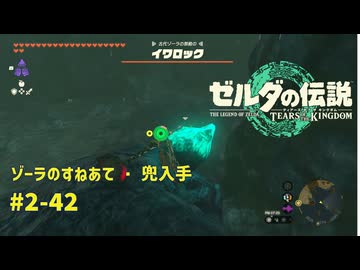 イワロック
ゼルダの伝説
THE LEGEND OF ZELDA
TEARS OF THE KINGDOM
ゾーラのすねあて・兜入手
#2-42